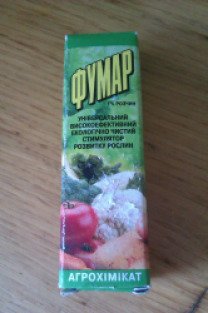 ФУМАР
1% РОЗЧИН
УНІВЕРСАЛЬНИЙ
ВИСОКОЕФЕКТИВНИЙ
ЕКОЛОГІЧНО ЧИСТИЙ
СТИМУЛЯТОР
РОЗВИТКУ РОСЛИН
АГРОХІМІКАТ